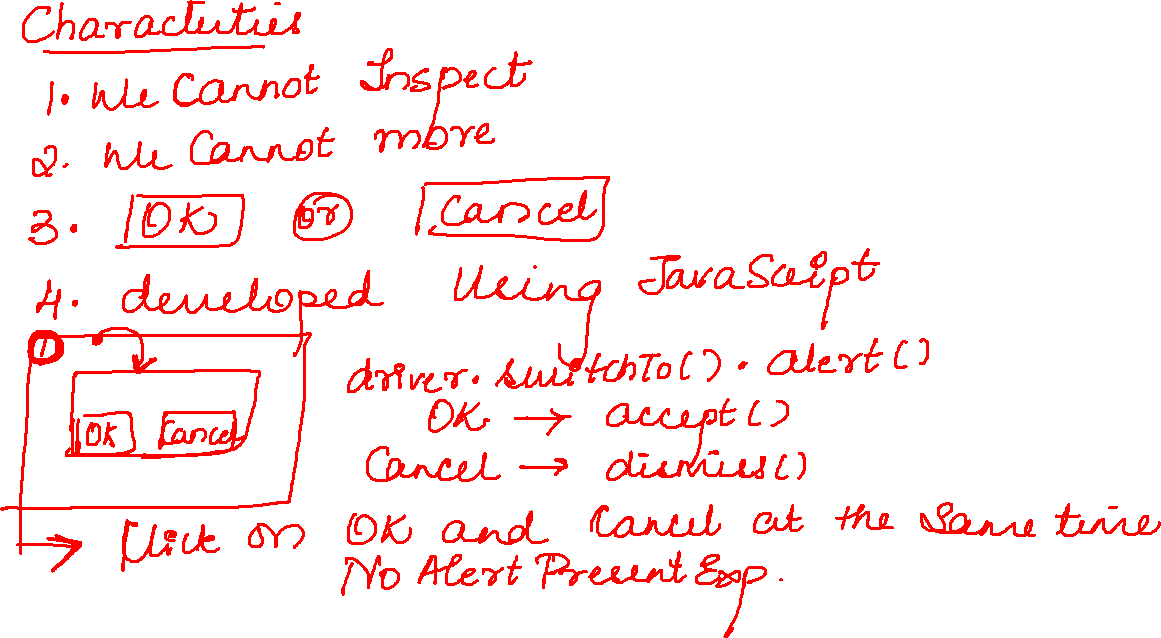 Characteristics
1. We Cannot Inspect
2. We Cannot move
3. OK or Cancel
4. developed Using JavaScript
1
OK Cancel
driver.switchTo().alert()
OK → accept()
Cancel → dismiss()
→ Click on OK and Cancel at the same time
No Alert Present Exp.